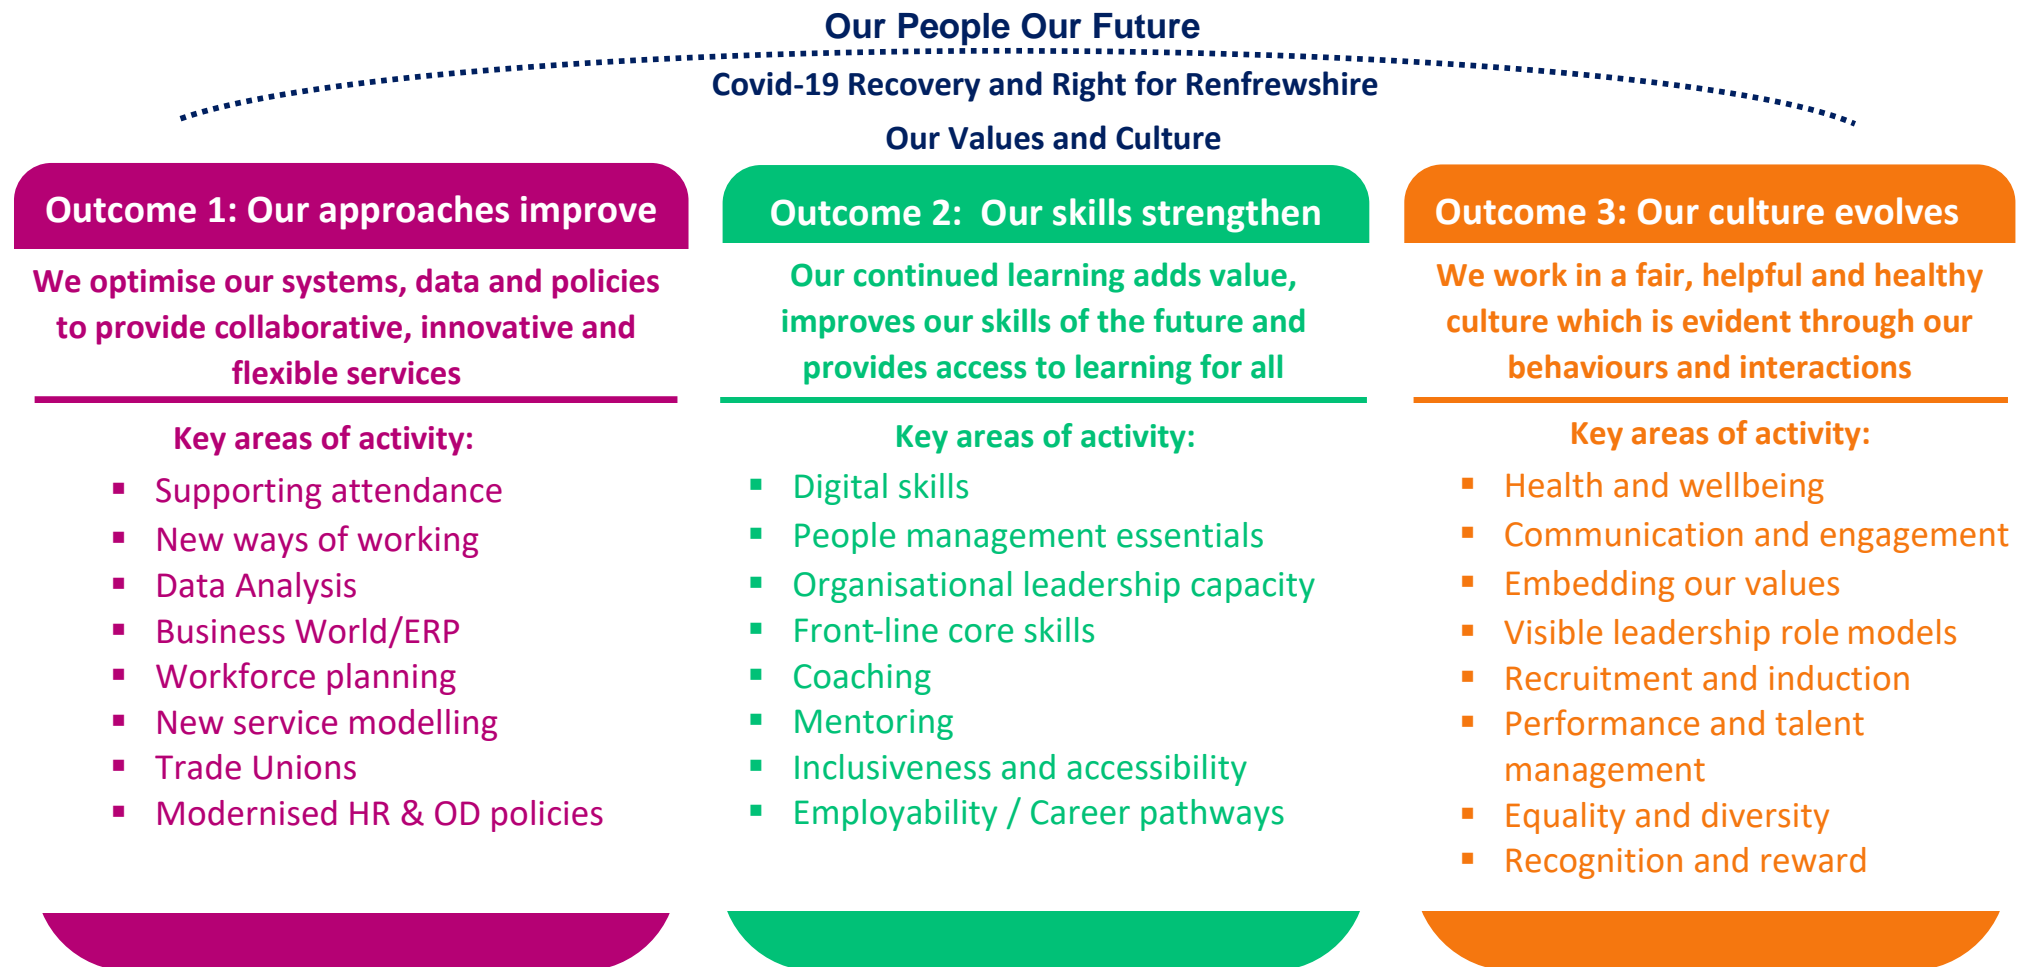 Our People Our Future
Covid-19 Recovery and Right for Renfrewshire
Our Values and Culture
Outcome 1: Our approaches improve
We optimise our systems, data and policies
to provide collaborative, innovative and
flexible services
Key areas of activity:
▪ Supporting attendance
▪ New ways of working
▪ Data Analysis
▪ Business World/ERP
▪ Workforce planning
▪ New service modelling
▪ Trade Unions
▪ Modernised HR & OD policies
Outcome 2: Our skills strengthen
Our continued learning adds value,
improves our skills of the future and
provides access to learning for all
Key areas of activity:
▪ Digital skills
▪ People management essentials
▪ Organisational leadership capacity
▪ Front-line core skills
▪ Coaching
▪ Mentoring
▪ Inclusiveness and accessibility
▪ Employability / Career pathways
Outcome 3: Our culture evolves
We work in a fair, helpful and healthy
culture which is evident through our
behaviours and interactions
Key areas of activity:
▪ Health and wellbeing
▪ Communication and engagement
▪ Embedding our values
▪ Visible leadership role models
▪ Recruitment and induction
▪ Performance and talent
management
▪ Equality and diversity
▪ Recognition and reward